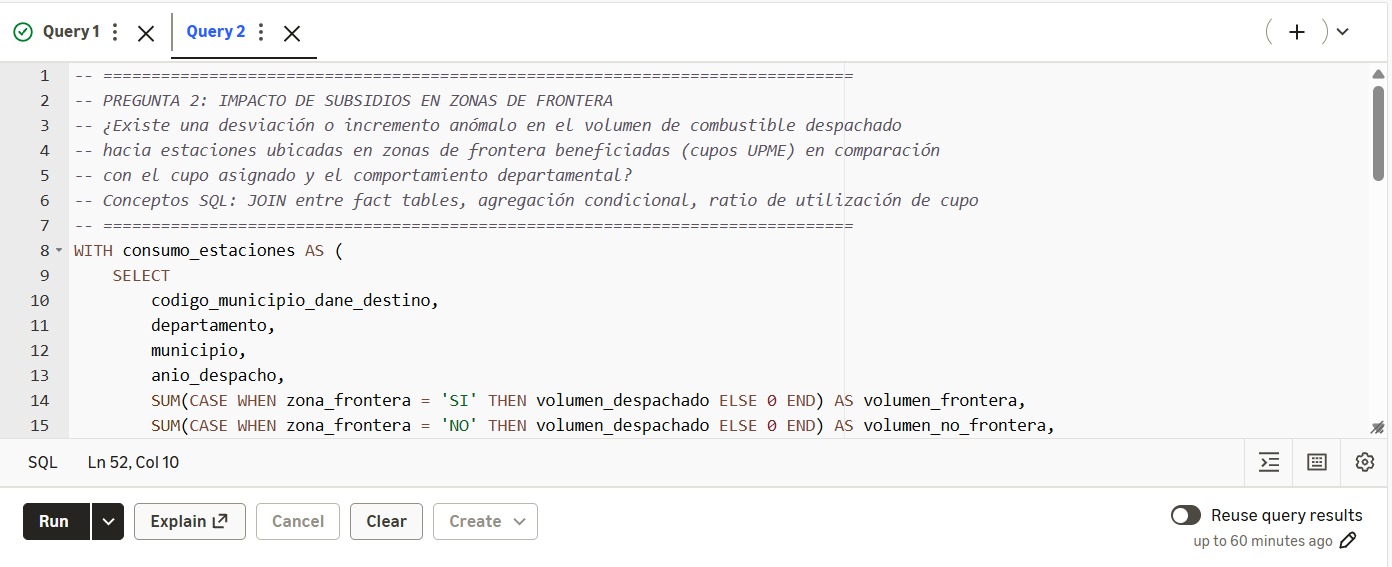 Query 1
Query 2
1 -- ==============================================================================
2 -- PREGUNTA 2: IMPACTO DE SUBSIDIOS EN ZONAS DE FRONTERA
3 -- ¿Existe una desviación o incremento anómalo en el volumen de combustible despachado
4 -- hacia estaciones ubicadas en zonas de frontera beneficiadas (cupos UPME) en comparación
5 -- con el cupo asignado y el comportamiento departamental?
6 -- Conceptos SQL: JOIN entre fact tables, agregación condicional, ratio de utilización de cupo
7 -- ==============================================================================
8 WITH consumo_estaciones AS (
9 SELECT
10 codigo_municipio_dane_destino,
11 departamento,
12 municipio,
13 anio_despacho,
14 SUM(CASE WHEN zona_frontera = 'SI' THEN volumen_despachado ELSE 0 END) AS volumen_frontera,
15 SUM(CASE WHEN zona_frontera = 'NO' THEN volumen_despachado ELSE 0 END) AS volumen_no_frontera,
SQL Ln 52, Col 10
Run Explain Cancel Clear Create Reuse query results
up to 60 minutes ago